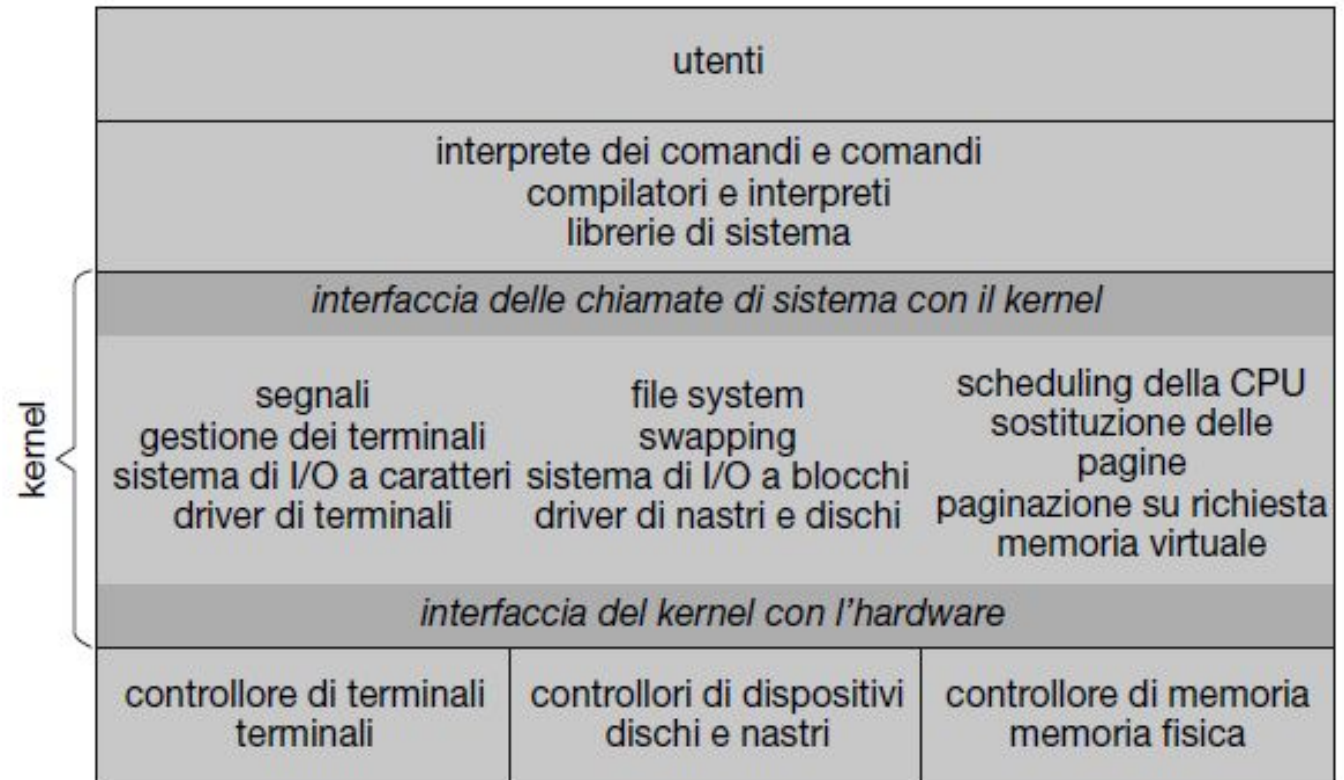 utenti
interprete dei comandi e comandi
compilatori e interpreti
librerie di sistema
kernel
interfaccia delle chiamate di sistema con il kernel
segnali
gestione dei terminali
sistema di I/O a caratteri
driver di terminali
file system
swapping
sistema di I/O a blocchi
driver di nastri e dischi
scheduling della CPU
sostituzione delle
pagine
paginazione su richiesta
memoria virtuale
interfaccia del kernel con l'hardware
controllore di terminali
terminali
controllori di dispositivi
dischi e nastri
controllore di memoria
memoria fisica